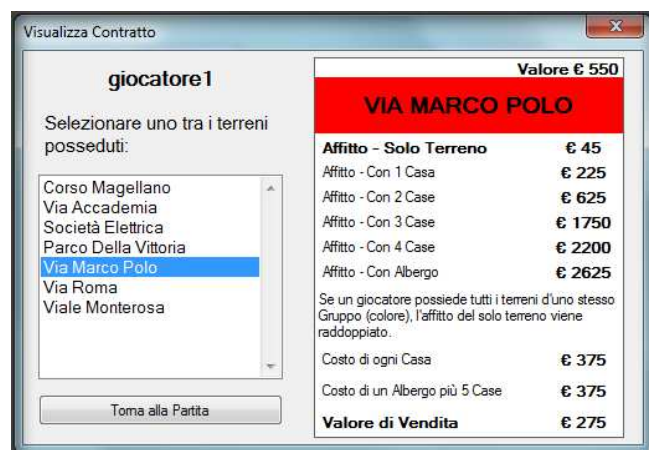 Visualizza Contratto
giocatore1
Selezionare uno tra i terreni
posseduti:
Corso Magellano
Via Accademia
Società Elettrica
Parco Della Vittoria
Via Marco Polo
Via Roma
Viale Monterosa
Torna alla Partita
Valore € 550
VIA MARCO POLO
Affitto - Solo Terreno € 45
Affitto - Con 1 Casa € 225
Affitto - Con 2 Case € 625
Affitto - Con 3 Case € 1750
Affitto - Con 4 Case € 2200
Affitto - Con Albergo € 2625
Se un giocatore possiede tutti i terreni d'uno stesso
Gruppo (colore), l'affitto del solo terreno viene
raddoppiato.
Costo di ogni Casa € 375
Costo di un Albergo più 5 Case € 375
Valore di Vendita € 275